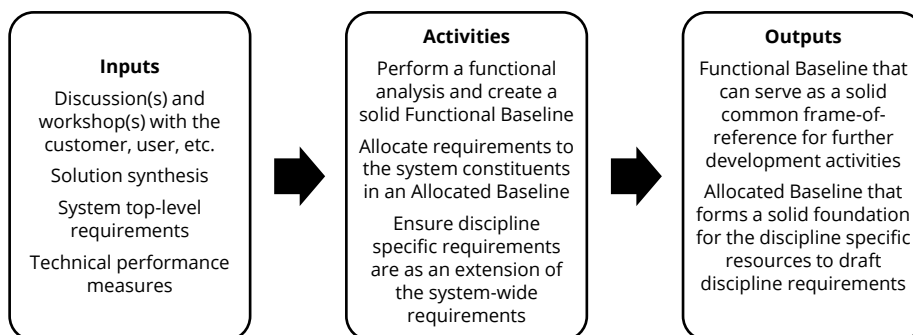 Inputs
Discussion(s) and
workshop(s) with the
customer, user, etc.
Solution synthesis
System top-level
requirements
Technical performance
measures
Activities
Perform a functional
analysis and create a
solid Functional Baseline
Allocate requirements to
the system constituents
in an Allocated Baseline
Ensure discipline
specific requirements
are as an extension of
the system-wide
requirements
Outputs
Functional Baseline that
can serve as a solid
common frame-of-
reference for further
development activities
Allocated Baseline that
forms a solid foundation
for the discipline specific
resources to draft
discipline requirements